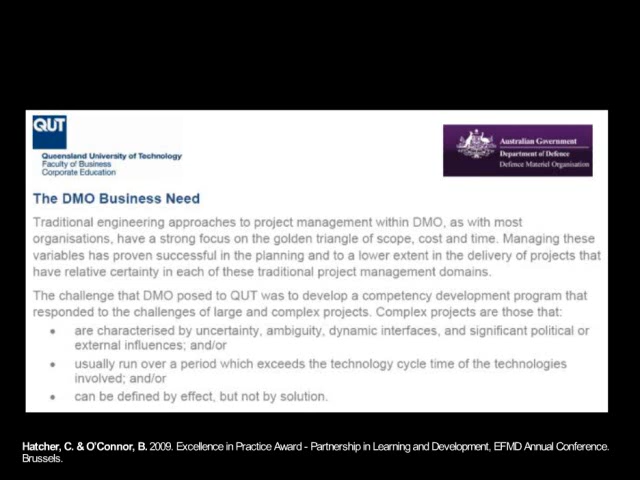 QUT
Queensland University of Technology
Faculty of Business
Corporate Education
Australian Government
Department of Defence
Defence Materiel Organisation
The DMO Business Need
Traditional engineering approaches to project management within DMO, as with most
organisations, have a strong focus on the golden triangle of scope, cost and time. Managing these
variables has proven successful in the planning and to a lower extent in the delivery of projects that
have relative certainty in each of these traditional project management domains.
The challenge that DMO posed to QUT was to develop a competency development program that
responded to the challenges of large and complex projects. Complex projects are those that:
• are characterised by uncertainty, ambiguity, dynamic interfaces, and significant political or
external influences; and/or
• usually run over a period which exceeds the technology cycle time of the technologies
involved; and/or
• can be defined by effect, but not by solution.
Hatcher, C. & O'Connor, B. 2009. Excellence in Practice Award - Partnership in Learning and Development, EFMD Annual Conference.
Brussels.